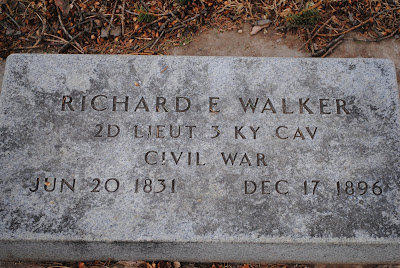 RICHARD E WALKER
2D LIEUT 3 KY CAV
CIVIL WAR
JUN 20 1831 DEC 17 1896